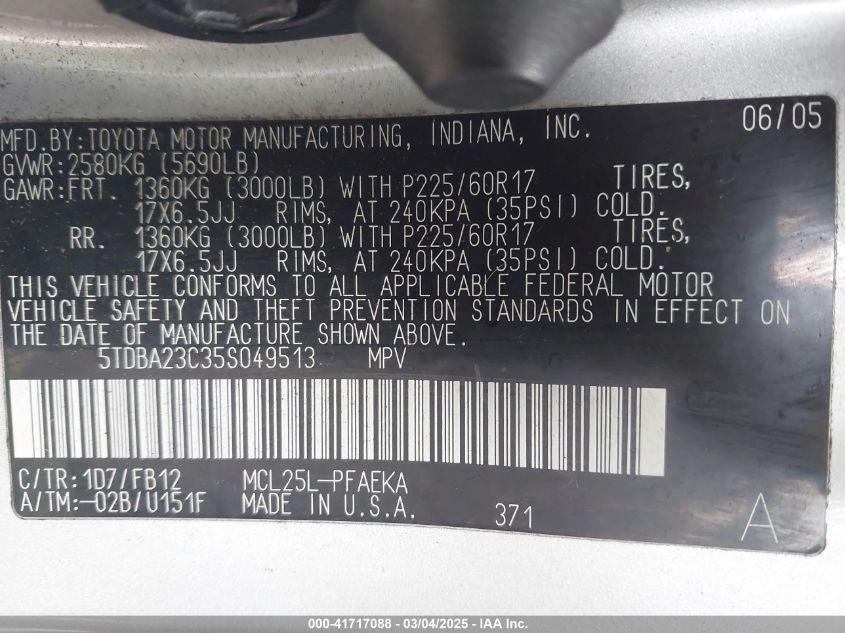 MFD.BY:TOYOTA MOTOR MANUFACTURING, INDIANA, INC. 06/05
GVWR:2580KG (5690LB)
GAWR:FRT. 1360KG (3000LB) WITH P225/60R17 TIRES,
17X6.5JJ RIMS, AT 240KPA (35PSI) COLD.
RR. 1360KG (3000LB) WITH P225/60R17 TIRES,
17X6.5JJ RIMS, AT 240KPA (35PSI) COLD.
THIS VEHICLE CONFORMS TO ALL APPLICABLE FEDERAL MOTOR
VEHICLE SAFETY AND THEFT PREVENTION STANDARDS IN EFFECT ON
THE DATE OF MANUFACTURE SHOWN ABOVE.
5TDBA23C35S049513 MPV
C/TR: 1D7/FB12 MCL25L-PFAEKA
A/TM:-02B/U151F MADE IN U.S.A. 371 A
000-41717088 - 03/04/2025 - IAA Inc.